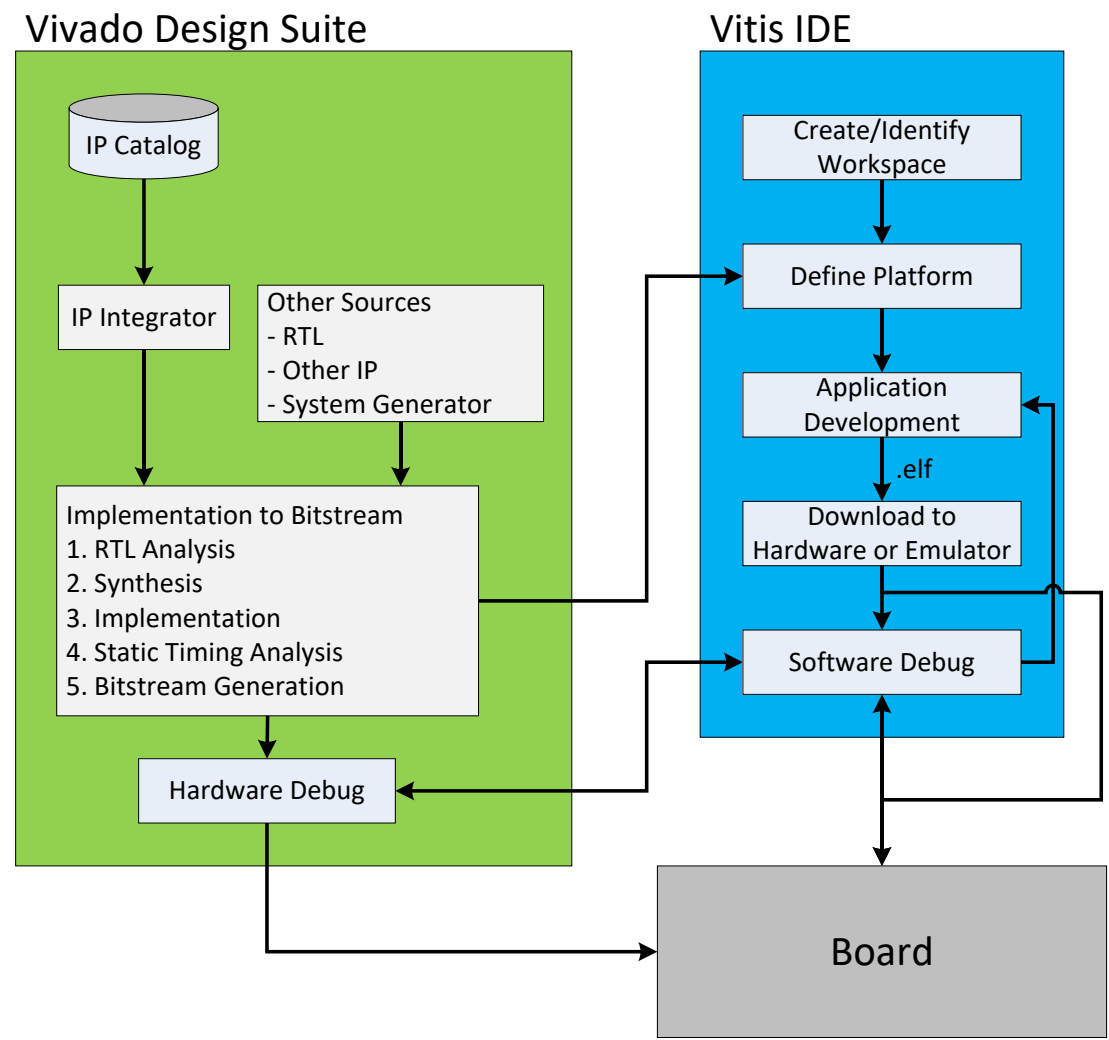 Vivado Design Suite
IP Catalog
IP Integrator
Other Sources
- RTL
- Other IP
- System Generator
Implementation to Bitstream
1. RTL Analysis
2. Synthesis
3. Implementation
4. Static Timing Analysis
5. Bitstream Generation
Hardware Debug
Vitis IDE
Create/Identify
Workspace
Define Platform
Application
Development
.elf
Download to
Hardware or Emulator
Software Debug
Board